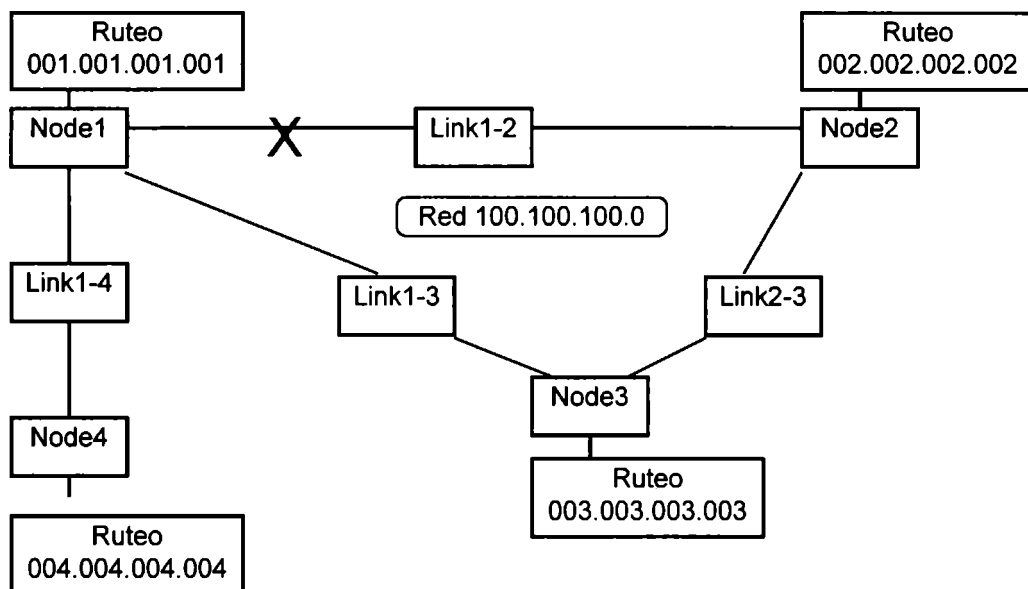 Ruteo
001.001.001.001
Ruteo
002.002.002.002
Node1
Link1-2
Node2
X
Red 100.100.100.0
Link1-4
Link1-3
Link2-3
Node3
Node4
Ruteo
003.003.003.003
Ruteo
004.004.004.004